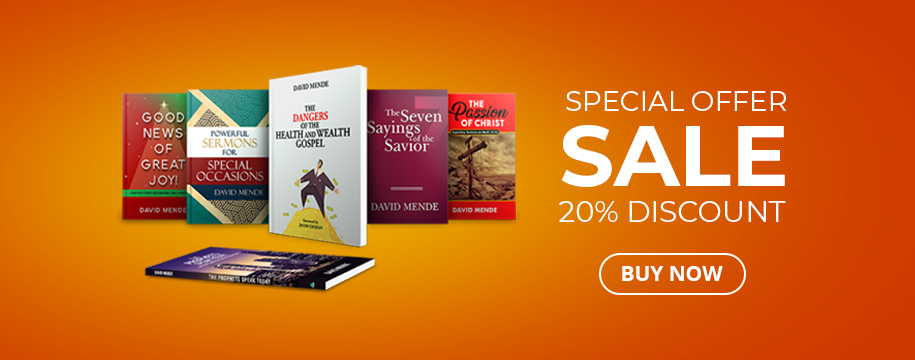 GOOD
NEWS
OF
GREAT
JOY!
DAVID MENDE
POWERFUL
SERMONS
FOR
SPECIAL
OCCASIONS
DAVID MENDE
DAVID MENDE
THE
DANGERS
OF THE
HEALTH AND WEALTH
GOSPEL
Foreword by
The Seven
Sayings
of the
Savior
DAVID MENDE
THE
Passion
OF CHRIST
DAVID MENDE
DAVID MENDE
THE PROPHETS SPEAK TODAY
SPECIAL OFFER
SALE
20% DISCOUNT
BUY NOW